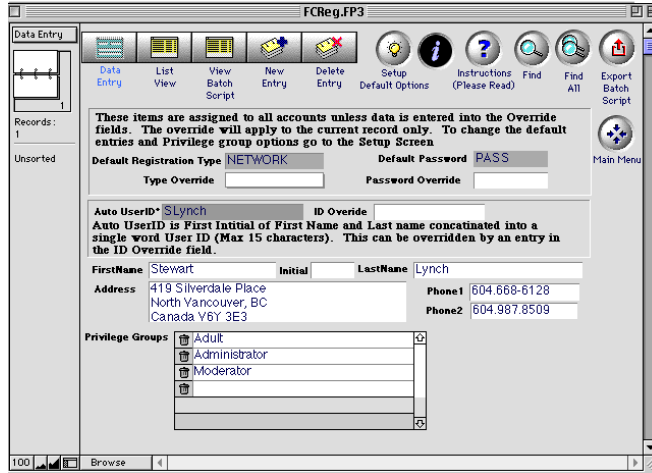 FCReg.FP3
Data Entry
1
Records:
1
Unsorted
Data Entry
List View
View Batch Script
New Entry
Delete Entry
Setup Default Options
i
?
Instructions (Please Read)
Find
Find All
Export Batch Script
Main Menu
These items are assigned to all accounts unless data is entered into the Override
fields. The override will apply to the current record only. To change the default
entries and Privilege group options go to the Setup Screen
Default Registration Type NETWORK Default Password PASS
Type Override Password Override
Auto UserID* SLynch ID Overide
Auto UserID is First Intitial of First Name and Last name concatinated into a
single word User ID (Max 15 characters). This can be overridden by an entry in
the ID Override field.
FirstName Stewart Initial LastName Lynch
Address 419 Silverdale Place
North Vancouver, BC
Canada V6Y 3E3
Phone1 604.668-6128
Phone2 604.987.8509
Privilege Groups Adult
Administrator
Moderator
100 Browse